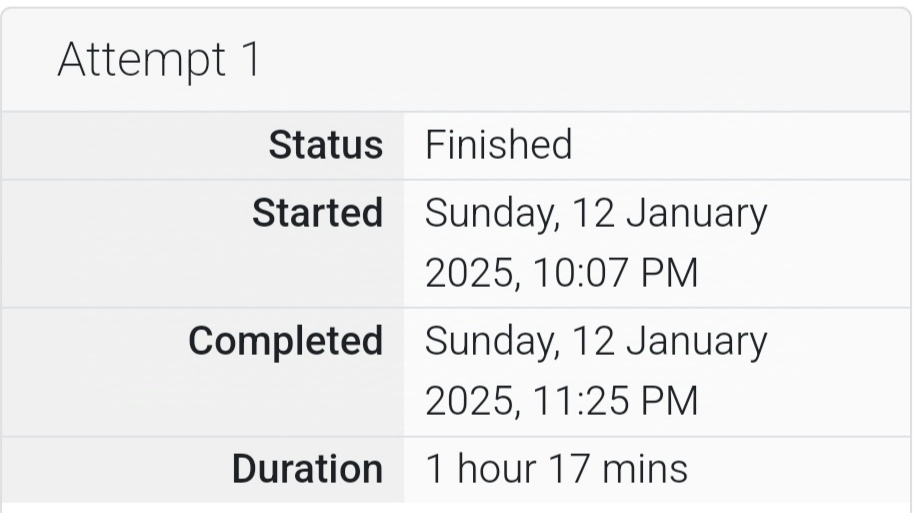 Attempt 1
Status Finished
Started Sunday, 12 January
2025, 10:07 PM
Completed Sunday, 12 January
2025, 11:25 PM
Duration 1 hour 17 mins